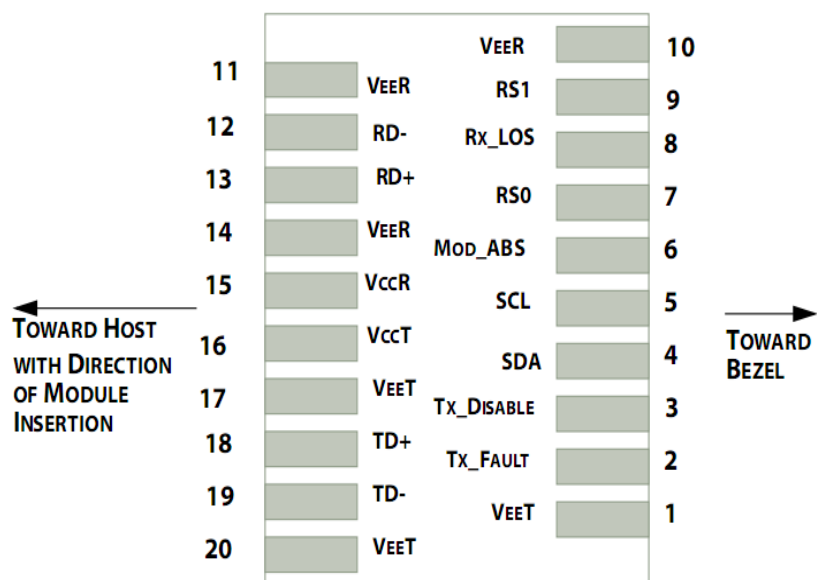 VEER 10
11 VEER
RS1 9
12 RD-
RX_LOS 8
13 RD+
RS0 7
14 VEER
MOD_ABS 6
15 VCCR
SCL 5
TOWARD HOST
WITH DIRECTION
OF MODULE
INSERTION
TOWARD
BEZEL
16 VCCT
SDA 4
17 VEET
TX_DISABLE 3
18 TD+
TX_FAULT 2
19 TD-
VEET 1
20 VEET